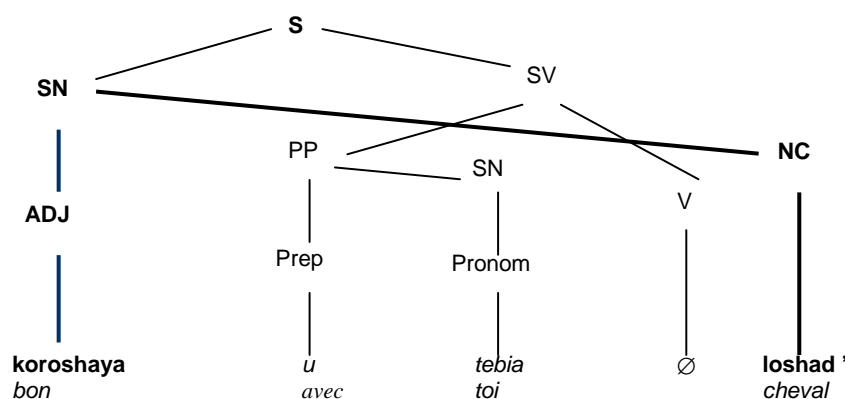 S
SV
SN
PP
SN
NC
ADJ
V
Prep
Pronom
koroshaya u tebia ∅ loshad ’
bon avec toi cheval